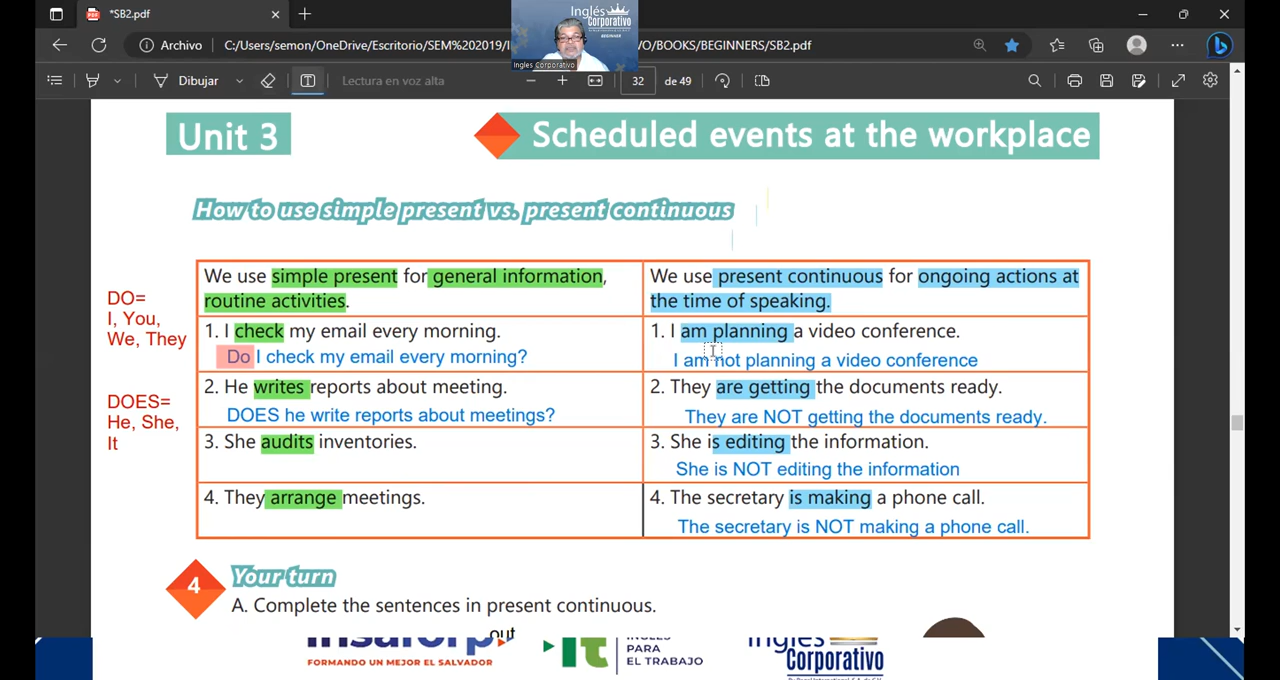 *SB2.pdf
Inglés
Corporativo
BEGINNER
Ingles Corporativo
Archivo C:/Users/semon/OneDrive/Escritorio/SEM%202019/I VO/BOOKS/BEGINNERS/SB2.pdf
Dibujar Lectura en voz alta 32 de 49
Unit 3 Scheduled events at the workplace
How to use simple present vs. present continuous
We use simple present for general information,
routine activities.
We use present continuous for ongoing actions at
the time of speaking.
DO=
I, You,
We, They
1. I check my email every morning.
Do I check my email every morning?
1. I am planning a video conference.
I am not planning a video conference
2. He writes reports about meeting.
DOES he write reports about meetings?
2. They are getting the documents ready.
They are NOT getting the documents ready.
DOES=
He, She,
It
3. She audits inventories.
3. She is editing the information.
She is NOT editing the information
4. They arrange meetings.
4. The secretary is making a phone call.
The secretary is NOT making a phone call.
4 Your turn
A. Complete the sentences in present continuous.
out
insaforp
FORMANDO UN MEJOR EL SALVADOR
it
INGLÉS
PARA
EL TRABAJO
Inglés
Corporativo